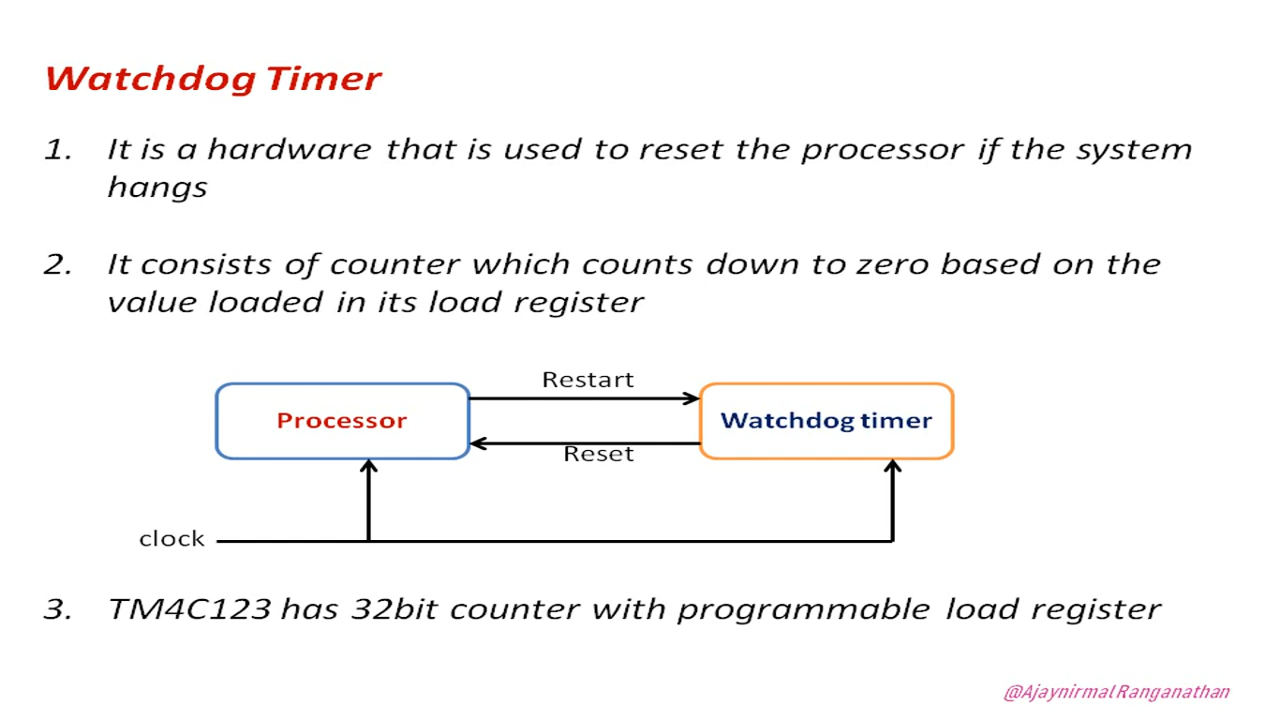 Watchdog Timer
1. It is a hardware that is used to reset the processor if the system
hangs
2. It consists of counter which counts down to zero based on the
value loaded in its load register
Restart
Processor
Watchdog timer
Reset
clock
3. TM4C123 has 32bit counter with programmable load register
@Ajaynirmal Ranganathan